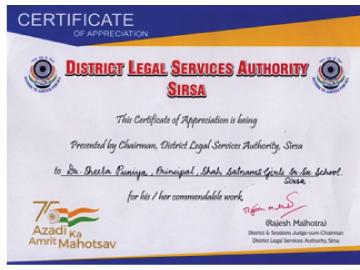 CERTIFICATE
OF APPRECIATION
DISTRICT LEGAL SERVICES AUTHORITY
SIRSA
This Certificate of Appreciation is being
Presented by Chairman, District Legal Services Authority, Sirsa
to Dr. Sheela Puniya, Principal, Shah Satnam Ji Girls Sr. Sec. School,
Sirsa.
for his / her commendable work.
(Rajesh Malhotra)
District & Sessions Judge-cum-Chairman
District Legal Services Authority, Sirsa
75
Azadi Ka
Amrit Mahotsav